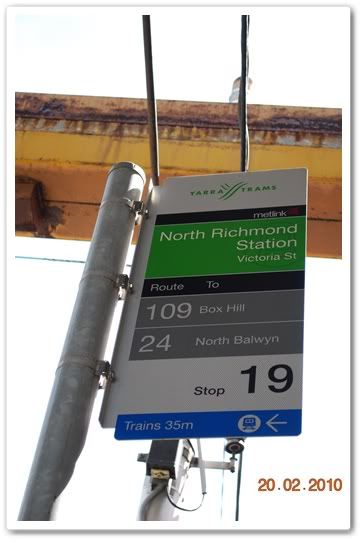 YARRA TRAMS
metlink
North Richmond
Station
Victoria St
Route To
109 Box Hill
24 North Balwyn
Stop 19
Trains 35m
20.02.2010